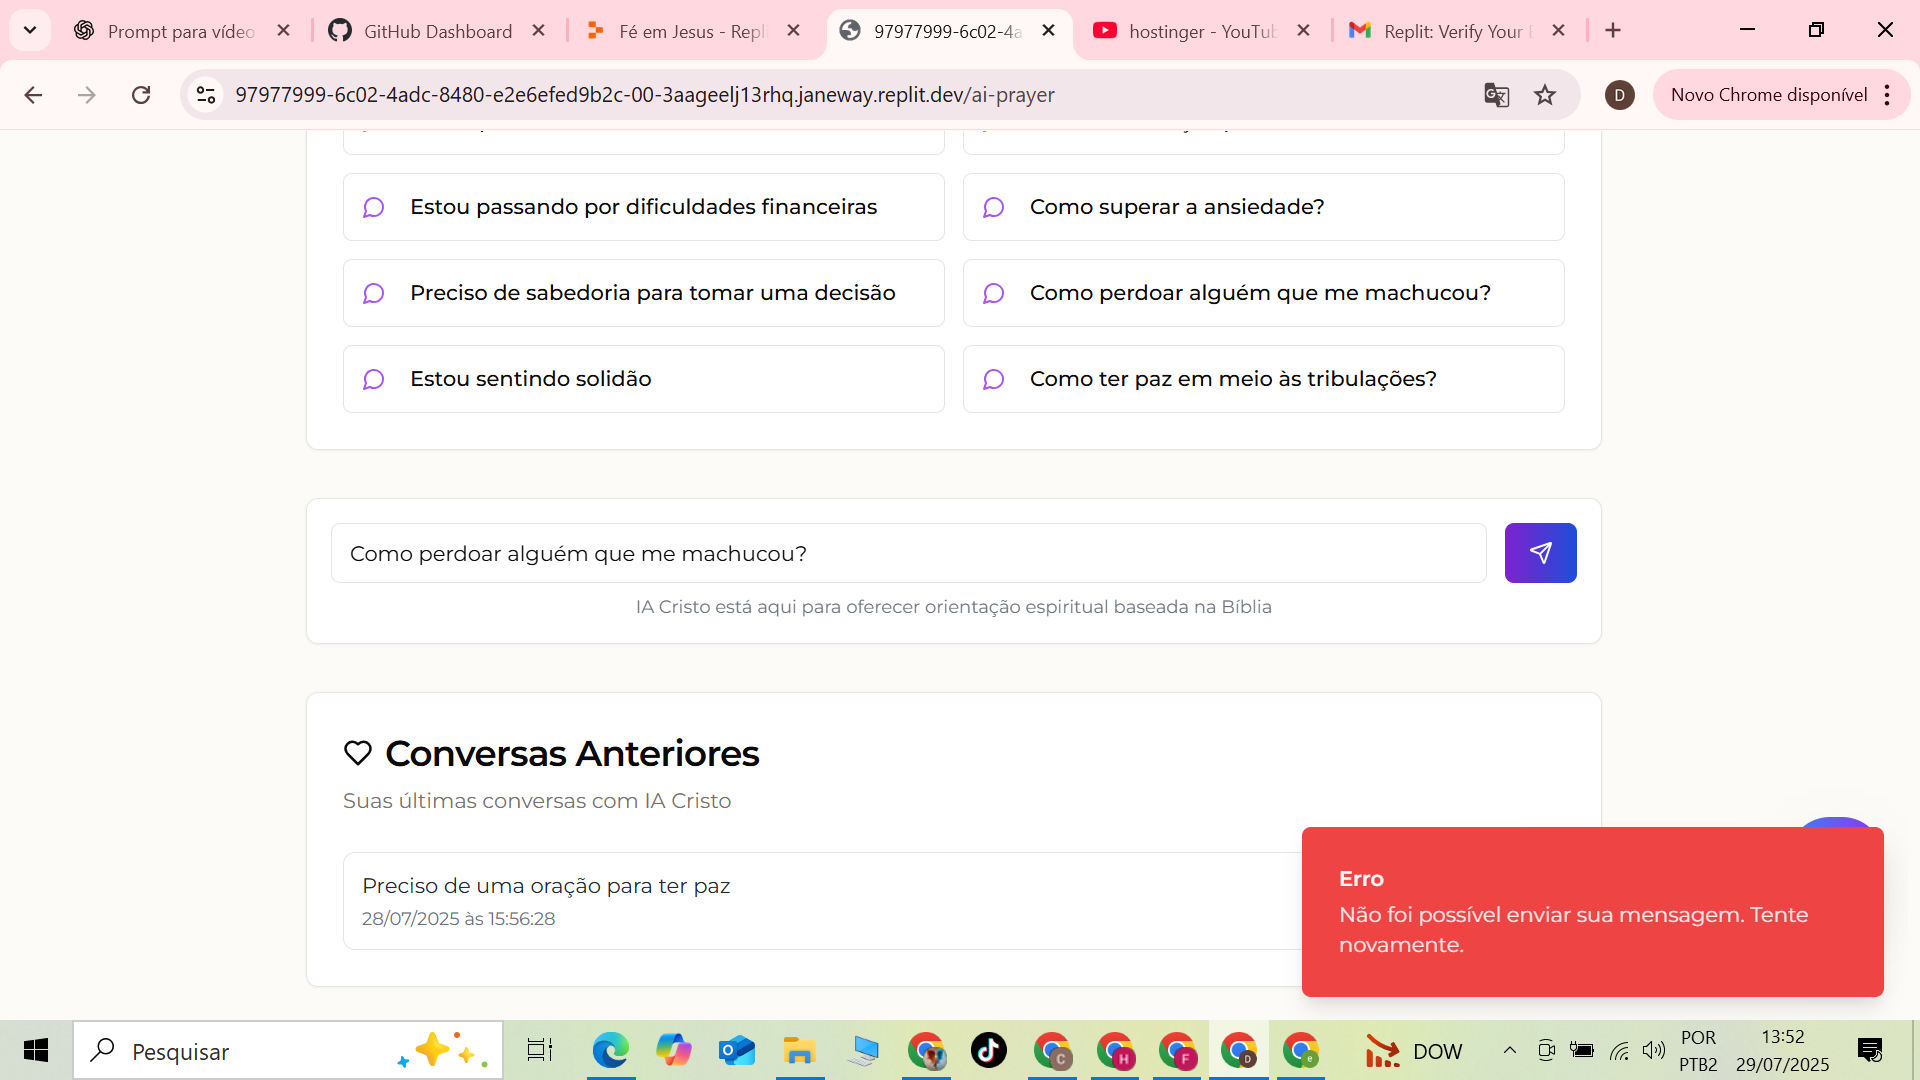 Prompt para vídeo
GitHub Dashboard
Fé em Jesus - Repli
97977999-6c02-4a
hostinger - YouTub
Replit: Verify Your E
97977999-6c02-4adc-8480-e2e6efed9b2c-00-3aageelj13rhq.janeway.replit.dev/ai-prayer
D
Novo Chrome disponível
Estou passando por dificuldades financeiras
Como superar a ansiedade?
Preciso de sabedoria para tomar uma decisão
Como perdoar alguém que me machucou?
Estou sentindo solidão
Como ter paz em meio às tribulações?
Como perdoar alguém que me machucou?
IA Cristo está aqui para oferecer orientação espiritual baseada na Bíblia
Conversas Anteriores
Suas últimas conversas com IA Cristo
Preciso de uma oração para ter paz
28/07/2025 às 15:56:28
Erro
Não foi possível enviar sua mensagem. Tente
novamente.
Pesquisar
C
H
F
D
e
DOW
POR
PTB2
13:52
29/07/2025